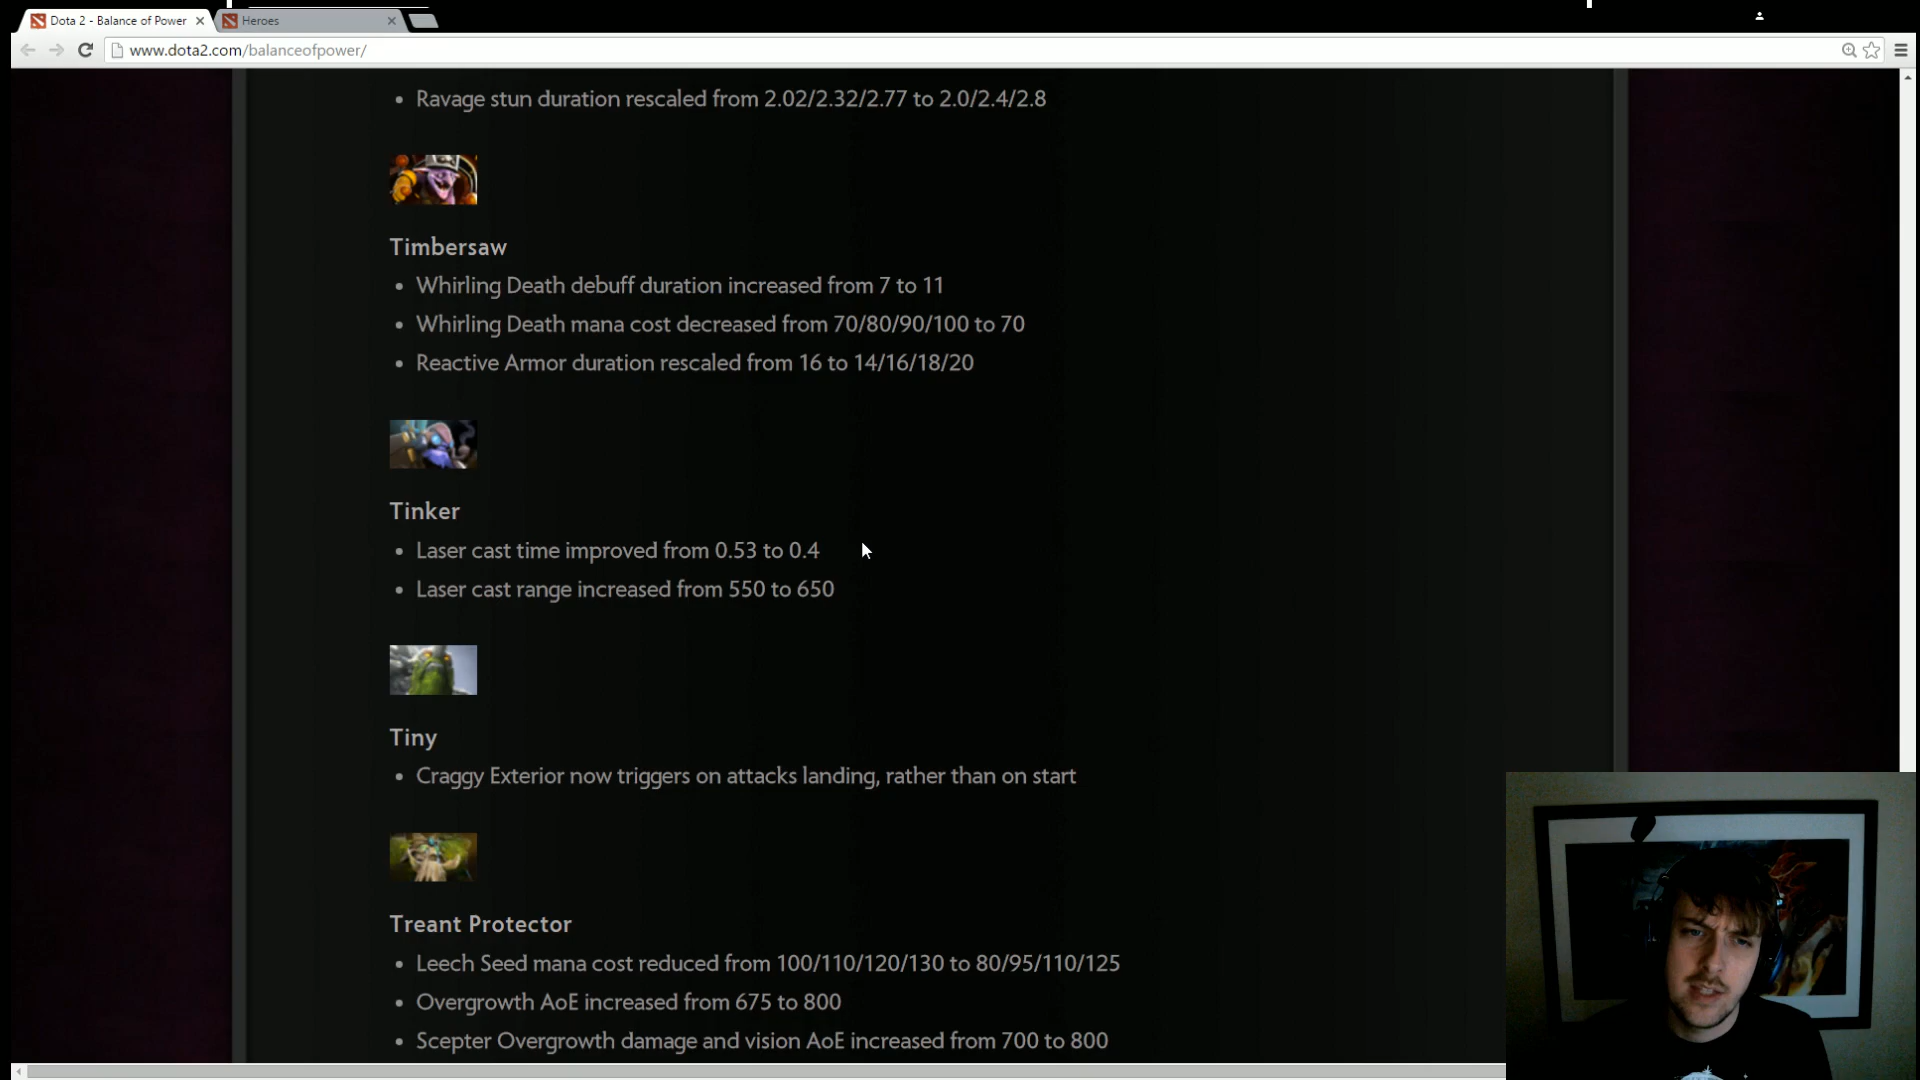 Dota 2 - Balance of Power
Heroes
www.dota2.com/balanceofpower/
• Ravage stun duration rescaled from 2.02/2.32/2.77 to 2.0/2.4/2.8
Timbersaw
• Whirling Death debuff duration increased from 7 to 11
• Whirling Death mana cost decreased from 70/80/90/100 to 70
• Reactive Armor duration rescaled from 16 to 14/16/18/20
Tinker
• Laser cast time improved from 0.53 to 0.4
• Laser cast range increased from 550 to 650
Tiny
• Craggy Exterior now triggers on attacks landing, rather than on start
Treant Protector
• Leech Seed mana cost reduced from 100/110/120/130 to 80/95/110/125
• Overgrowth AoE increased from 675 to 800
• Scepter Overgrowth damage and vision AoE increased from 700 to 800